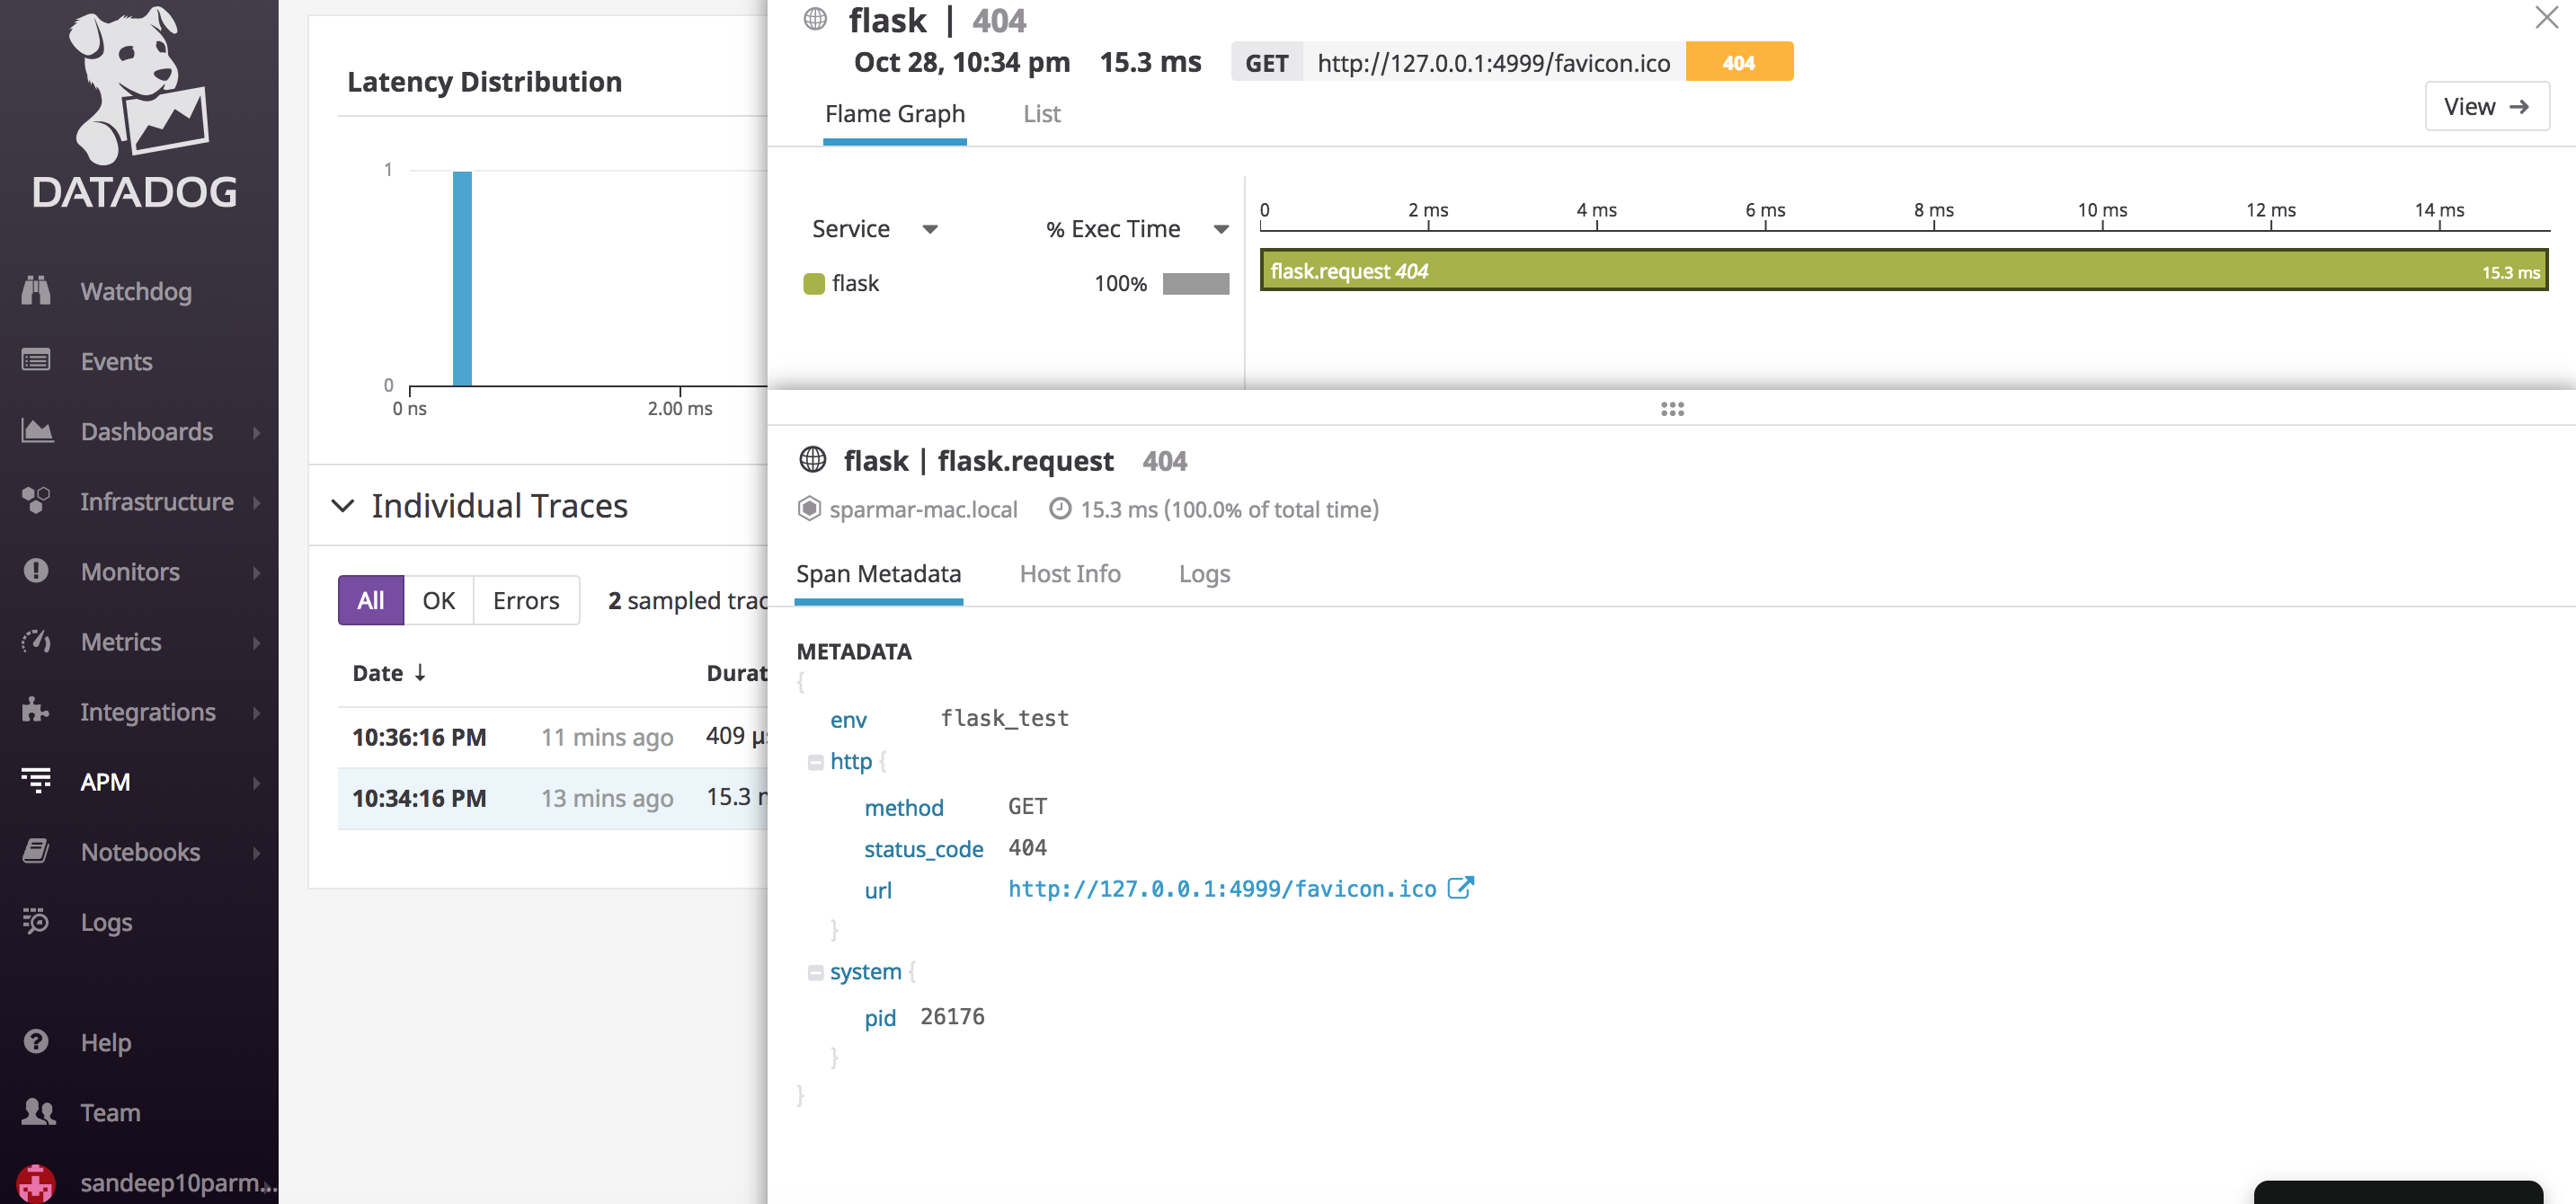 DATADOG
Watchdog
Events
Dashboards
Infrastructure
Monitors
Metrics
Integrations
APM
Notebooks
Logs
Help
Team
sandeep10parm...
Latency Distribution
1
0
0 ns
2.00 ms
Individual Traces
All OK Errors 2 sampled
Date ↓
10:36:16 PM 11 mins ago 409
10:34:16 PM 13 mins ago 15.3
flask | 404
Oct 28, 10:34 pm 15.3 ms GET http://127.0.0.1:4999/favicon.ico 404
Flame Graph List
View →
Service % Exec Time
flask 100%
0 2 ms 4 ms 6 ms 8 ms 10 ms 12 ms 14 ms
flask.request 404 15.3 ms
flask | flask.request 404
sparmar-mac.local 15.3 ms (100.0% of total time)
Span Metadata Host Info Logs
METADATA
{
env flask_test
http {
method GET
status_code 404
url http://127.0.0.1:4999/favicon.ico
}
system {
pid 26176
}
}